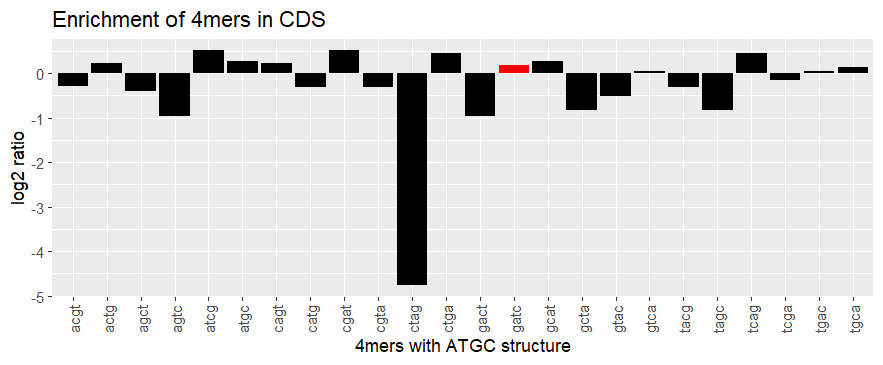 Enrichment of 4mers in CDS
log2 ratio
0
-1
-2
-3
-4
-5
acgt
actg
agct
agtc
atcg
atgc
cagt
catg
cgat
cgta
ctag
ctga
gact
gatc
gcat
gcta
gtac
gtca
tacg
tagc
tcag
tcga
tgac
tgca
4mers with ATGC structure